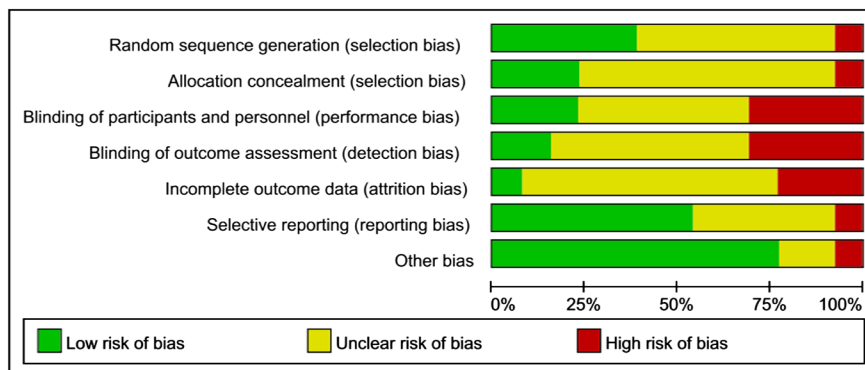 Random sequence generation (selection bias)
Allocation concealment (selection bias)
Blinding of participants and personnel (performance bias)
Blinding of outcome assessment (detection bias)
Incomplete outcome data (attrition bias)
Selective reporting (reporting bias)
Other bias
0% 25% 50% 75% 100%
Low risk of bias Unclear risk of bias High risk of bias